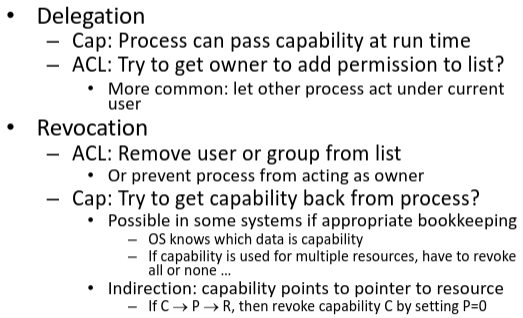 • Delegation
– Cap: Process can pass capability at run time
– ACL: Try to get owner to add permission to list?
• More common: let other process act under current
user
• Revocation
– ACL: Remove user or group from list
• Or prevent process from acting as owner
– Cap: Try to get capability back from process?
• Possible in some systems if appropriate bookkeeping
– OS knows which data is capability
– If capability is used for multiple resources, have to revoke
all or none ...
• Indirection: capability points to pointer to resource
– If C → P → R, then revoke capability C by setting P=0